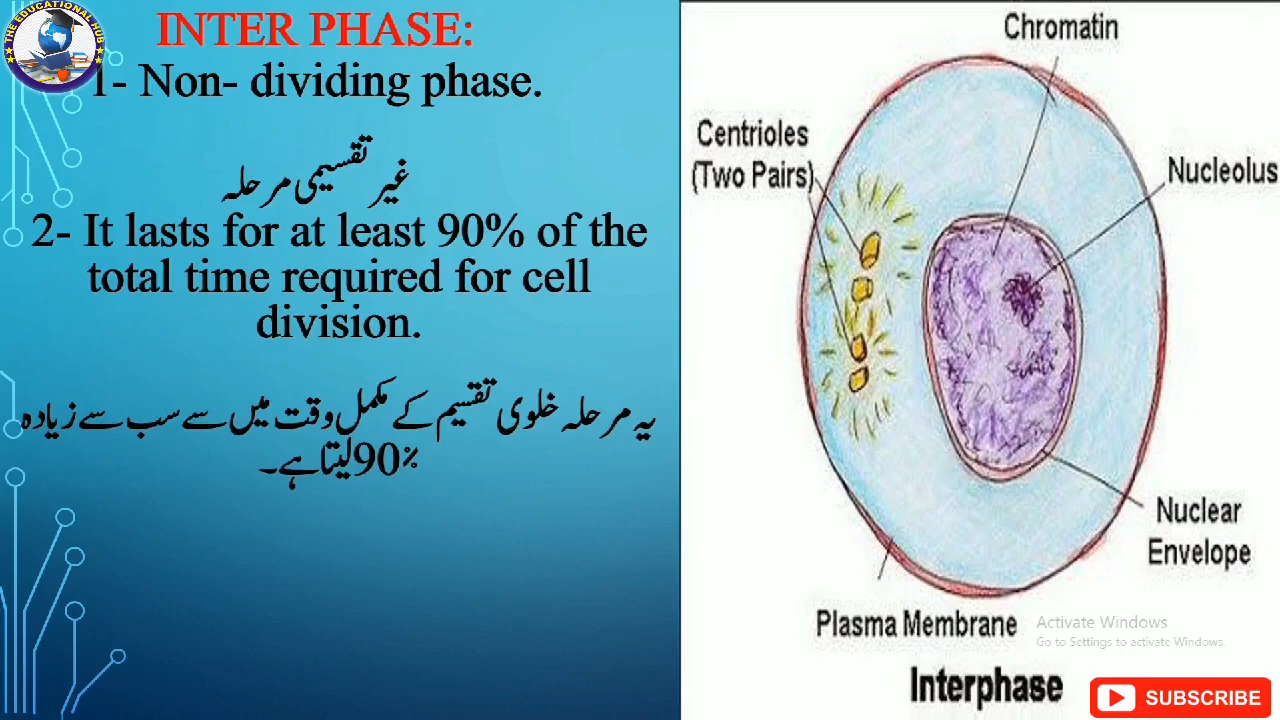 THE EDUCATIONAL HUB
INTER PHASE:
1- Non- dividing phase.
غیر تقسیمی مرحلہ
2- It lasts for at least 90% of the
total time required for cell
division.
یہ مرحلہ خلوی تقسیم کے مکمل وقت میں سے سب سے زیادہ
90% لیتا ہے۔
Chromatin
Centrioles
(Two Pairs)
Nucleolus
Nuclear
Envelope
Plasma Membrane
Activate Windows
Go to Settings to activate Windows.
Interphase
SUBSCRIBE